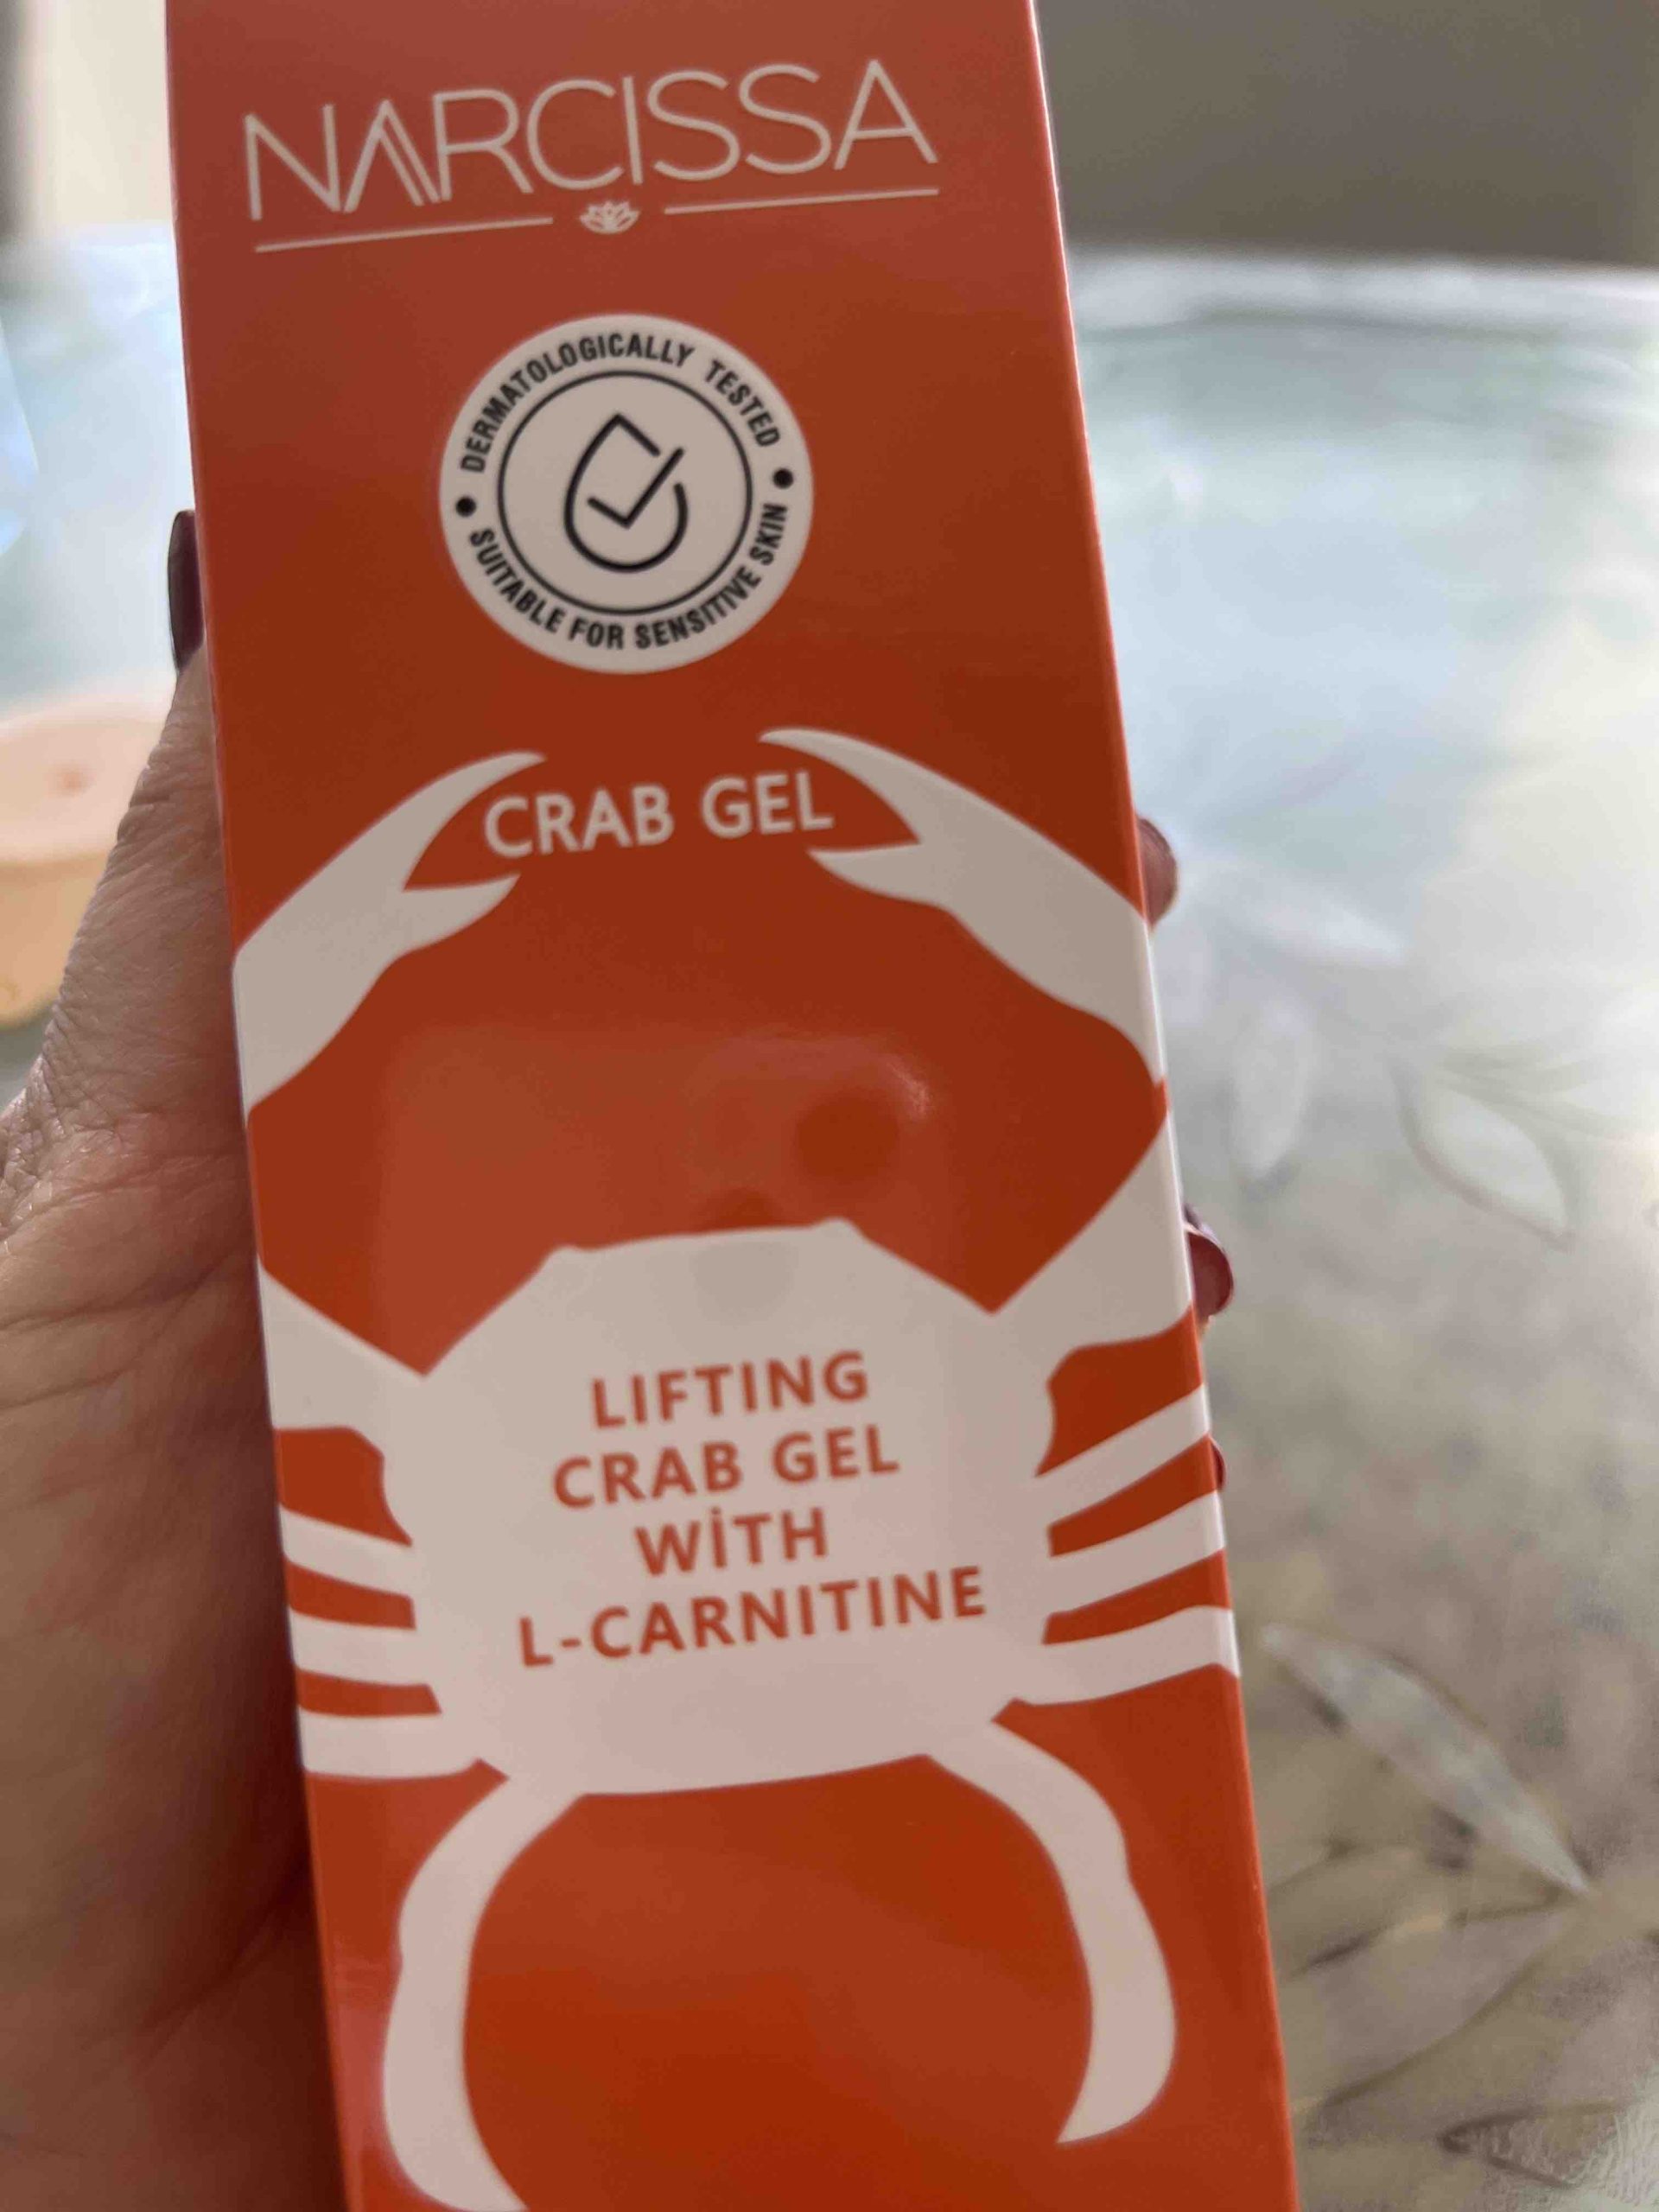 NARCISSA
DERMATOLOGICALLY TESTED
SUITABLE FOR SENSITIVE SKIN
CRAB GEL
LIFTING
CRAB GEL
WİTH
L-CARNITINE